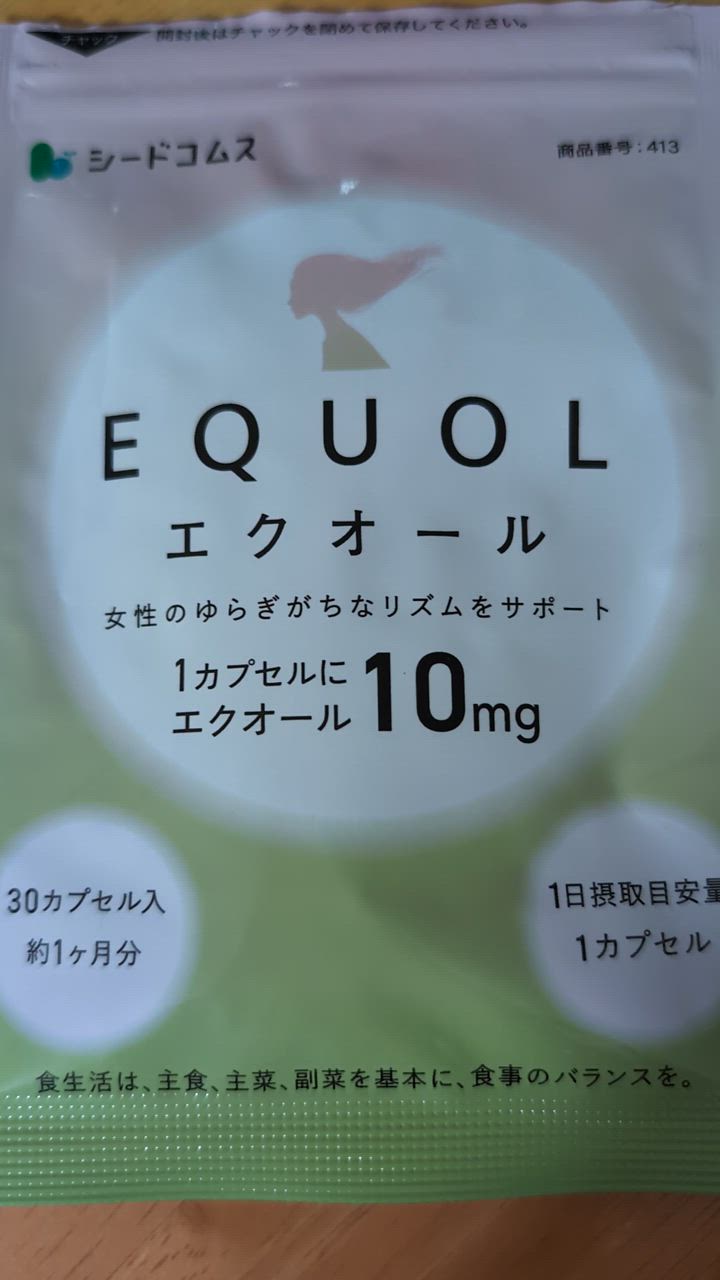 チャック
開封後はチャックを閉めて保存してください。
シードコムス
商品番号:413
EQUOL
エクオール
女性のゆらぎがちなリズムをサポート
1カプセルに
エクオール 10mg
30カプセル入
約1ヶ月分
1日摂取目安量
1カプセル
食生活は、主食、主菜、副菜を基本に、食事のバランスを。